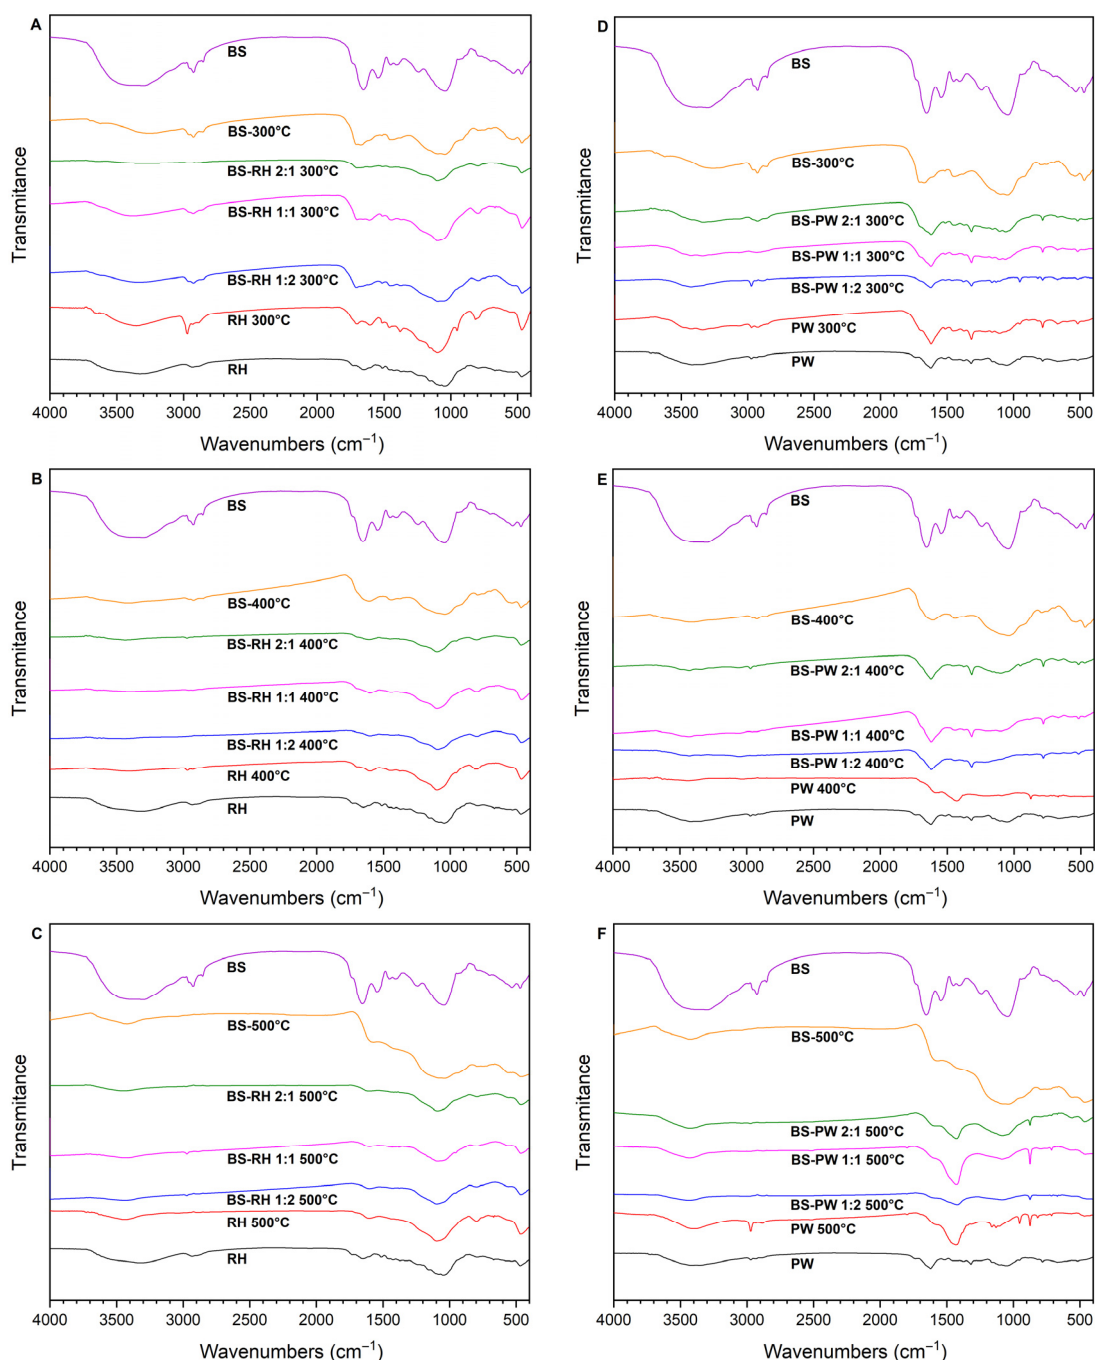 A
BS
BS-300°C
BS-RH 2:1 300°C
BS-RH 1:1 300°C
BS-RH 1:2 300°C
RH 300°C
RH
Transmitance
4000 3500 3000 2000 1500 1000 500
Wavenumbers (cm⁻¹)
D
BS
BS-300°C
BS-PW 2:1 300°C
BS-PW 1:1 300°C
BS-PW 1:2 300°C
PW 300°C
PW
Transmitance
4000 3500 3000 2000 1500 1000 500
Wavenumbers (cm⁻¹)
B
BS
BS-400°C
BS-RH 2:1 400°C
BS-RH 1:1 400°C
BS-RH 1:2 400°C
RH 400°C
RH
Transmitance
4000 3500 3000 2000 1500 1000 500
Wavenumbers (cm⁻¹)
E
BS
BS-400°C
BS-PW 2:1 400°C
BS-PW 1:1 400°C
BS-PW 1:2 400°C
PW 400°C
PW
Transmitance
4000 3500 3000 2000 1500 1000 500
Wavenumbers (cm⁻¹)
C
BS
BS-500°C
BS-RH 2:1 500°C
BS-RH 1:1 500°C
BS-RH 1:2 500°C
RH 500°C
RH
Transmitance
4000 3500 3000 2000 1500 1000 500
Wavenumbers (cm⁻¹)
F
BS
BS-500°C
BS-PW 2:1 500°C
BS-PW 1:1 500°C
BS-PW 1:2 500°C
PW 500°C
PW
Transmitance
4000 3500 3000 2000 1500 1000 500
Wavenumbers (cm⁻¹)